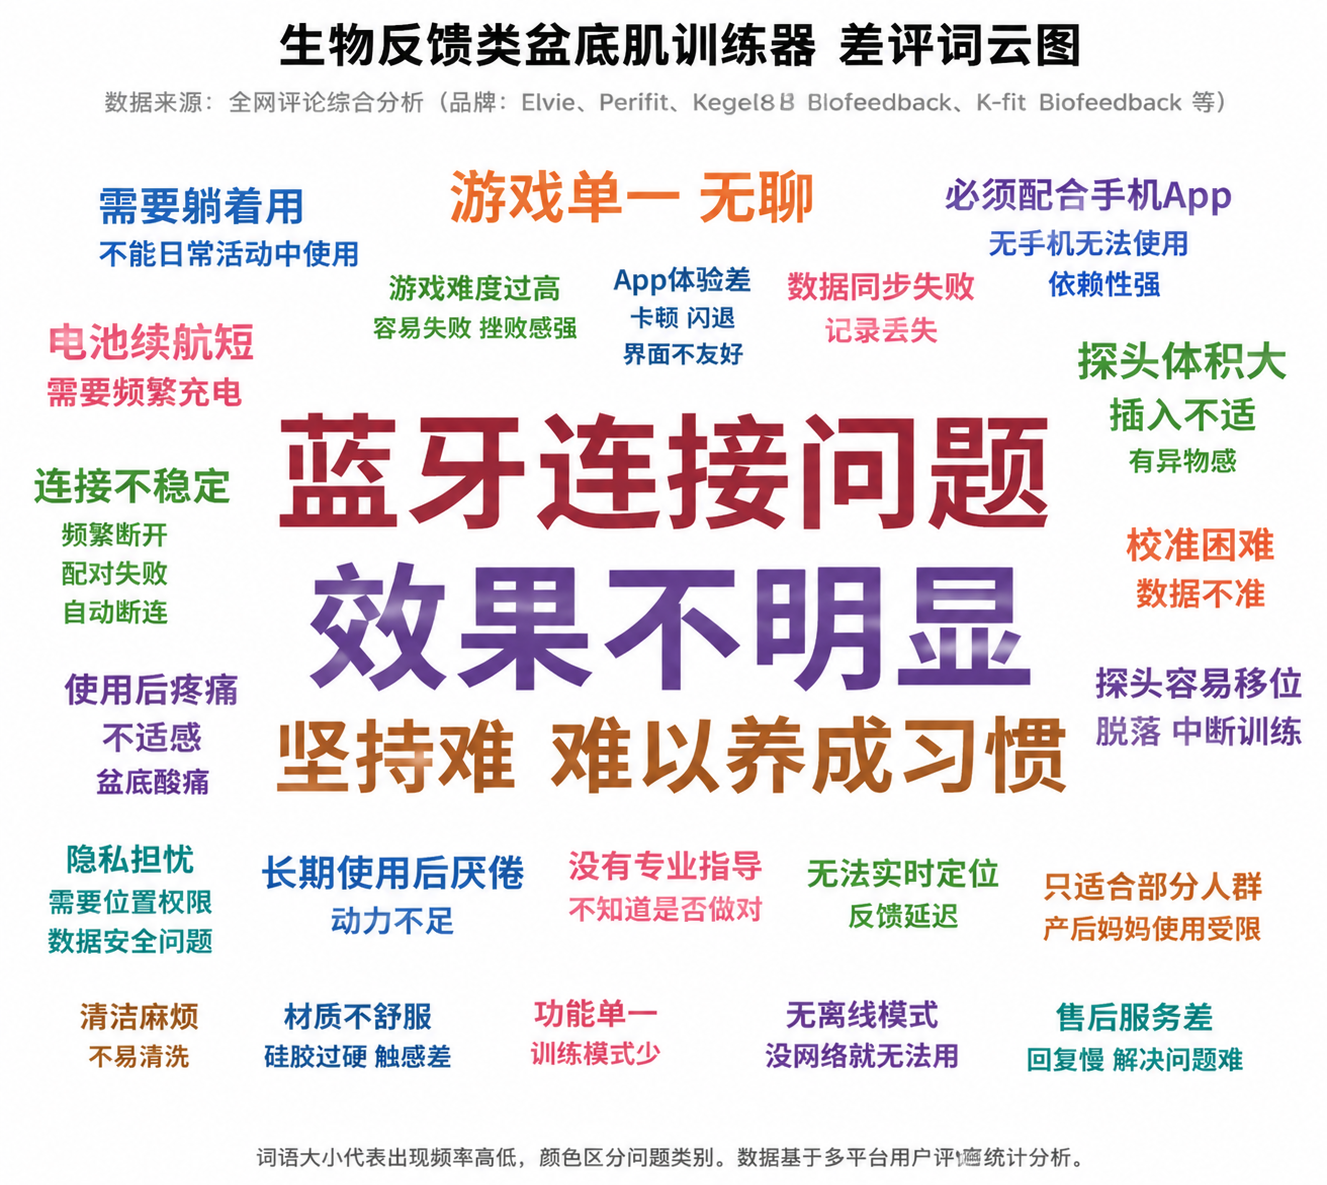 生物反馈类盆底肌训练器 差评词云图
数据来源：全网评论综合分析（品牌：Elvie、Perifit、Kegel8 Biofeedback、K-fit Biofeedback 等）
需要躺着用
不能日常活动中使用
游戏单一 无聊
必须配合手机App
无手机无法使用
依赖性强
游戏难度过高
容易失败 挫败感强
App体验差
卡顿 闪退
界面不友好
数据同步失败
记录丢失
电池续航短
需要频繁充电
探头体积大
插入不适
有异物感
蓝牙连接问题
连接不稳定
频繁断开
配对失败
自动断连
校准困难
数据不准
效果不明显
使用后疼痛
不适感
盆底酸痛
探头容易移位
脱落 中断训练
坚持难 难以养成习惯
隐私担忧
需要位置权限
数据安全问题
长期使用后厌倦
动力不足
没有专业指导
不知道是否做对
无法实时定位
反馈延迟
只适合部分人群
产后妈妈使用受限
清洁麻烦
不易清洗
材质不舒服
硅胶过硬 触感差
功能单一
训练模式少
无离线模式
没网络就无法用
售后服务差
回复慢 解决问题难
词语大小代表出现频率高低，颜色区分问题类别。数据基于多平台用户评统计分析。